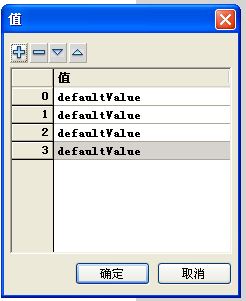 值
值
0 defaultValue
1 defaultValue
2 defaultValue
3 defaultValue
确定 取消